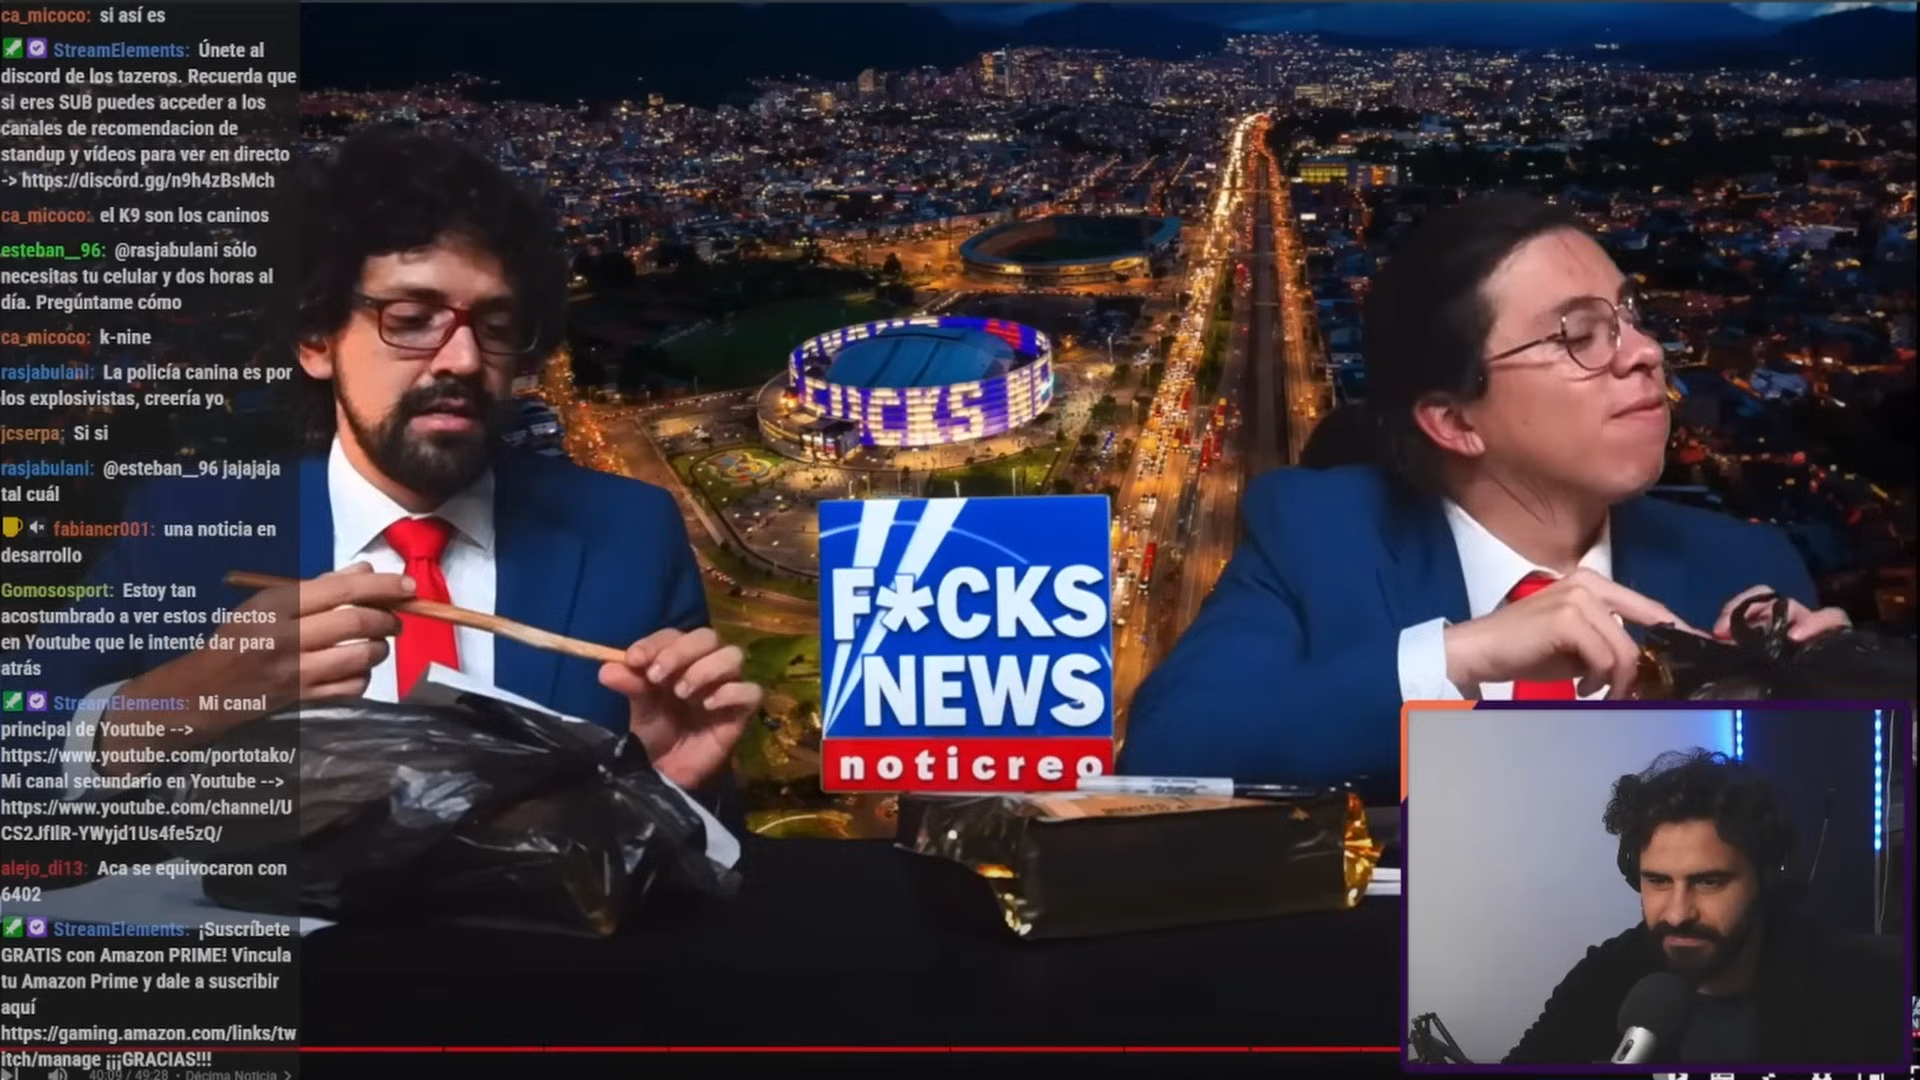 ca_micoco: si así es
StreamElements: Únete al
discord de los tazeros. Recuerda que
si eres SUB puedes acceder a los
canales de recomendacion de
standup y vídeos para ver en directo
-> https://discord.gg/n9h4zBsMch
ca_micoco: el K9 son los caninos
esteban__96: @rasjabulani sólo
necesitas tu celular y dos horas al
día. Pregúntame cómo
ca_micoco: k-nine
rasjabulani: La policía canina es por
los explosivistas, creería yo
jcserpa: Si si
rasjabulani: @esteban__96 jajajaja
tal cuál
fabiancr001: una noticia en
desarrollo
Gomososport: Estoy tan
acostumbrado a ver estos directos
en Youtube que le intenté dar para
atrás
StreamElements: Mi canal
principal de Youtube -->
https://www.youtube.com/portotako/
Mi canal secundario en Youtube -->
https://www.youtube.com/channel/U
CS2JfIlR-YWyjd1Us4fe5zQ/
alejo_di13: Aca se equivocaron con
6402
StreamElements: ¡Suscríbete
GRATIS con Amazon PRIME! Vincula
tu Amazon Prime y dale a suscribir
aquí
https://gaming.amazon.com/links/tw
itch/manage ¡¡¡GRACIAS!!!
40:09 / 49:28 • Décima Noticia >
F*CKS
NEWS
noticreo